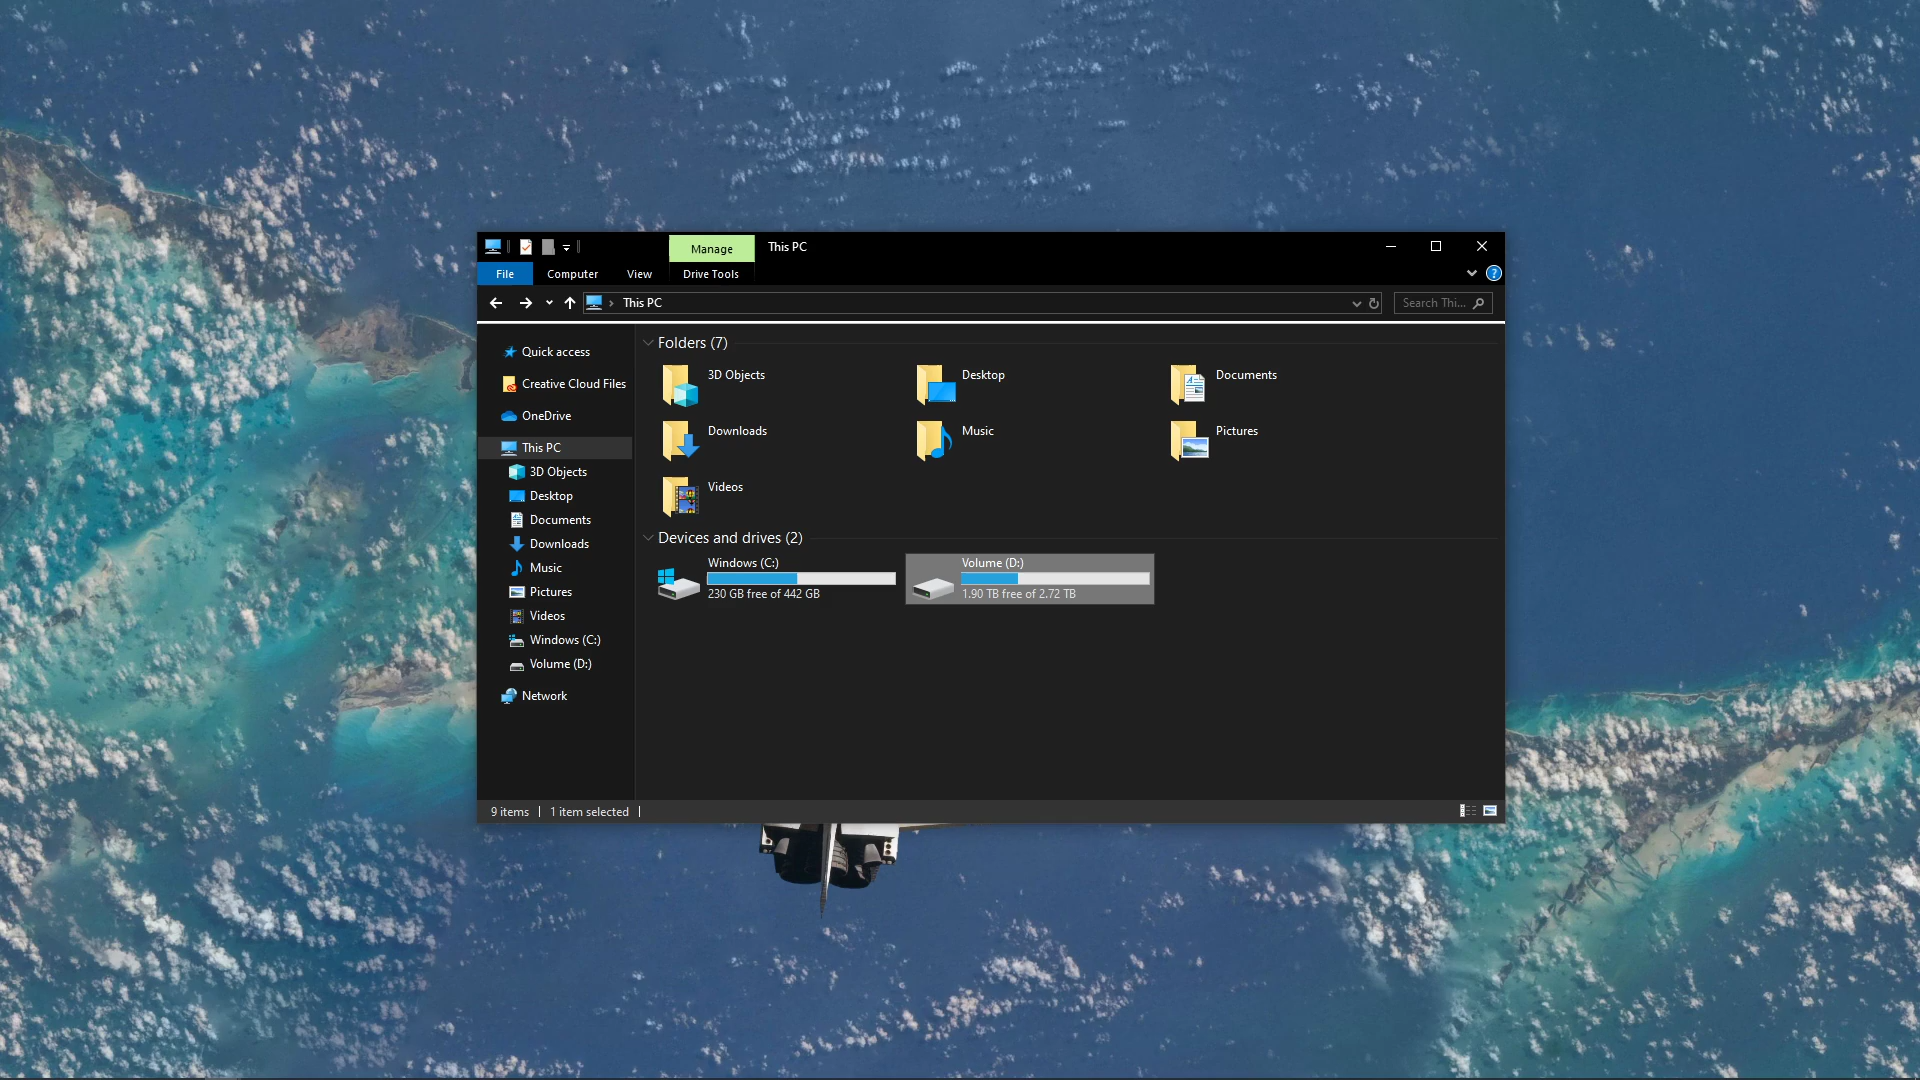 Manage
This PC
File
Computer
View
Drive Tools
?
This PC
Search Thi...
Quick access
Creative Cloud Files
OneDrive
This PC
3D Objects
Desktop
Documents
Downloads
Music
Pictures
Videos
Windows (C:)
Volume (D:)
Network
Folders (7)
3D Objects
Desktop
Documents
Downloads
Music
Pictures
Videos
Devices and drives (2)
Windows (C:)
230 GB free of 442 GB
Volume (D:)
1.90 TB free of 2.72 TB
9 items
1 item selected